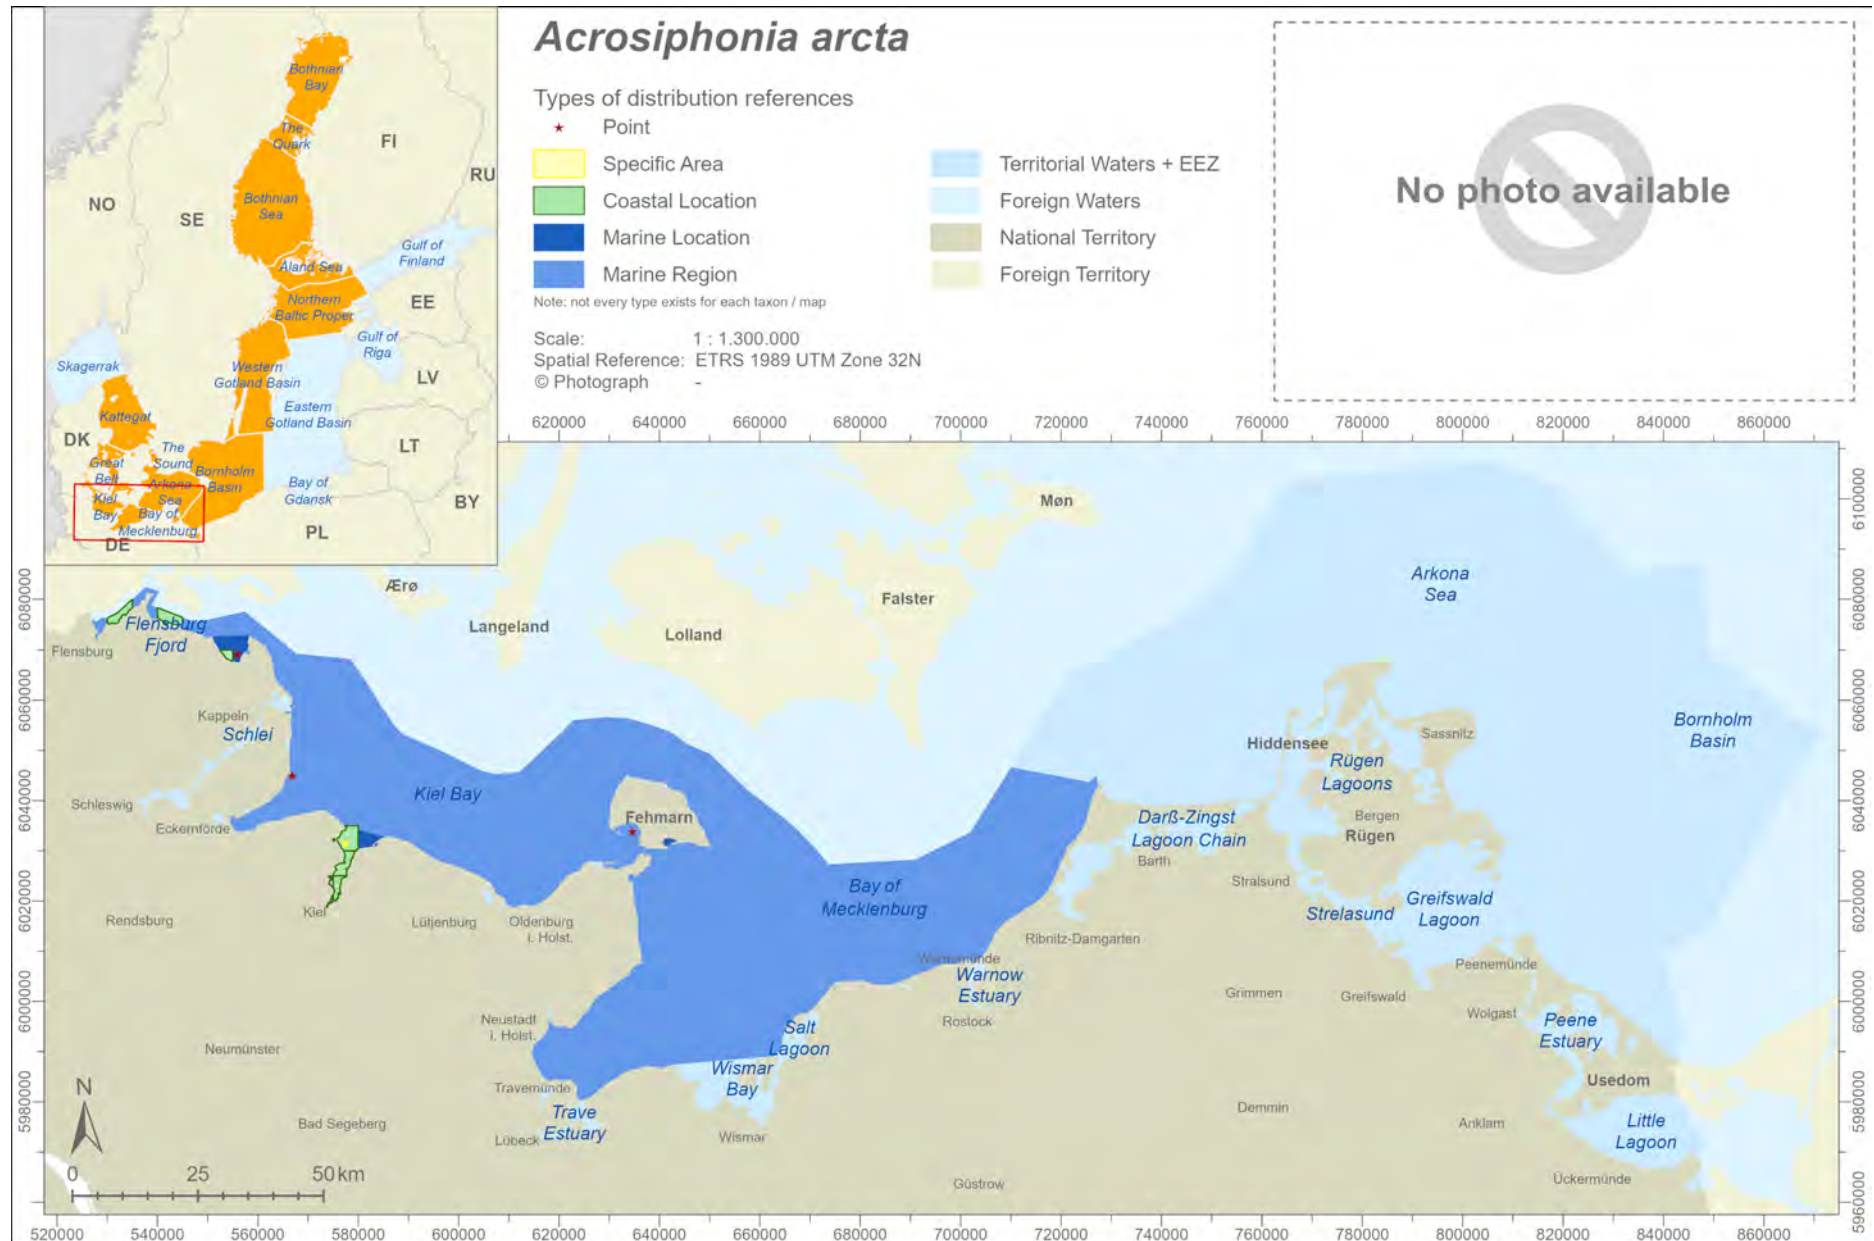 Acrosiphonia arcta
Types of distribution references
Point
Specific Area
Coastal Location
Marine Location
Marine Region
Territorial Waters + EEZ
Foreign Waters
National Territory
Foreign Territory
Note: not every type exists for each taxon / map
Scale: 1 : 1.300.000
Spatial Reference: ETRS 1989 UTM Zone 32N
© Photograph -
No photo available
Bothnian
Bay
The
Quark
FI
RU
NO
SE
Bothnian
Sea
Gulf of
Finland
Åland Sea
Northern
Baltic Proper
EE
Gulf of
Riga
Skagerrak
Western
Gotland Basin
LV
Eastern
Gotland Basin
Kattegat
DK
The
Sound
LT
Great
Belt
Arkona
Sea
Bornholm
Basin
Bay of
Gdansk
BY
Kiel
Bay
Bay of
Mecklenburg
PL
DE
620000 640000 660000 680000 700000 720000 740000 760000 780000 800000 820000 840000 860000
6100000
6080000
6060000
6040000
6020000
6000000
5980000
5960000
6080000
6060000
6040000
6020000
6000000
5980000
Møn
Ærø
Langeland
Lolland
Falster
Arkona
Sea
Flensburg
Fjord
Flensburg
Kappeln
Schlei
Schleswig
Eckernförde
Kiel Bay
Fehmarn
Hiddensee
Sassnitz
Rügen
Lagoons
Bergen
Rügen
Bornholm
Basin
Darß-Zingst
Lagoon Chain
Barth
Stralsund
Strelasund
Greifswald
Lagoon
Bay of
Mecklenburg
Rendsburg
Kiel
Lütjenburg
Oldenburg
i. Holst.
Ribnitz-Damgarten
Warnemünde
Warnow
Estuary
Rostock
Peenemünde
Grimmen
Greifswald
Wolgast
Peene
Estuary
Usedom
Neustadt
i. Holst.
Salt
Lagoon
Neumünster
Wismar
Bay
Travemünde
Trave
Estuary
Bad Segeberg
Lübeck
Wismar
Demmin
Anklam
Little
Lagoon
Ückermünde
Güstrow
N
0 25 50 km
520000 540000 560000 580000 600000 620000 640000 660000 680000 700000 720000 740000 760000 780000 800000 820000 840000 860000